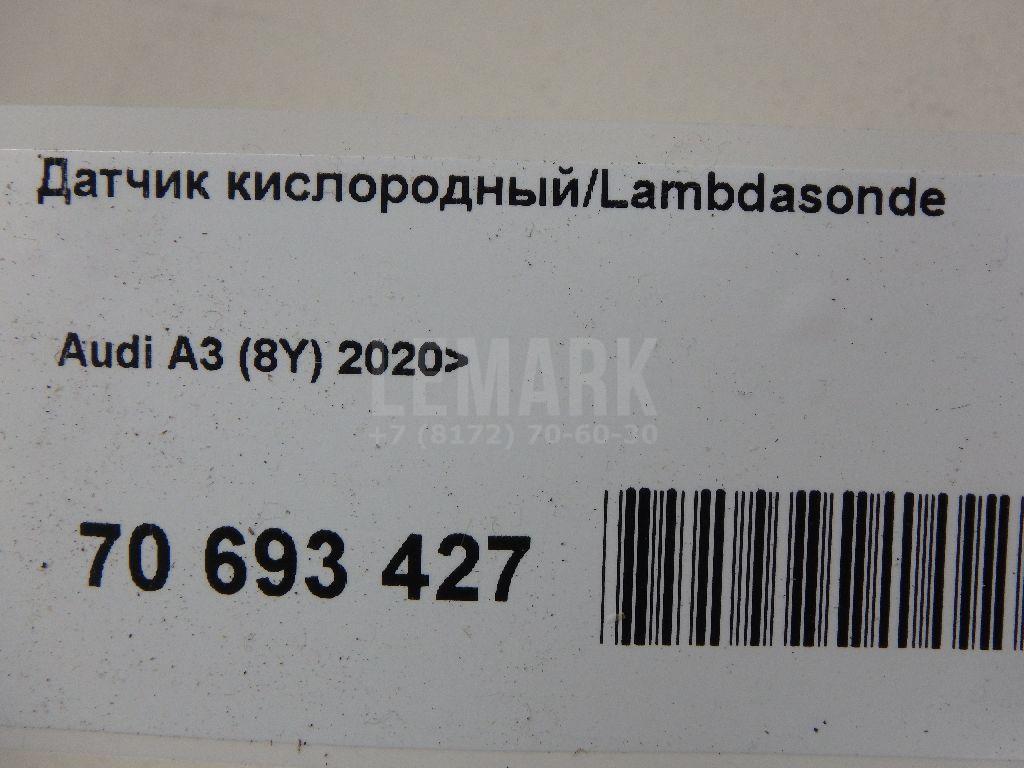 Датчик кислородный/Lambdasonde
Audi A3 (8Y) 2020>
LEMARK
+7 (8172) 70-60-30
70 693 427